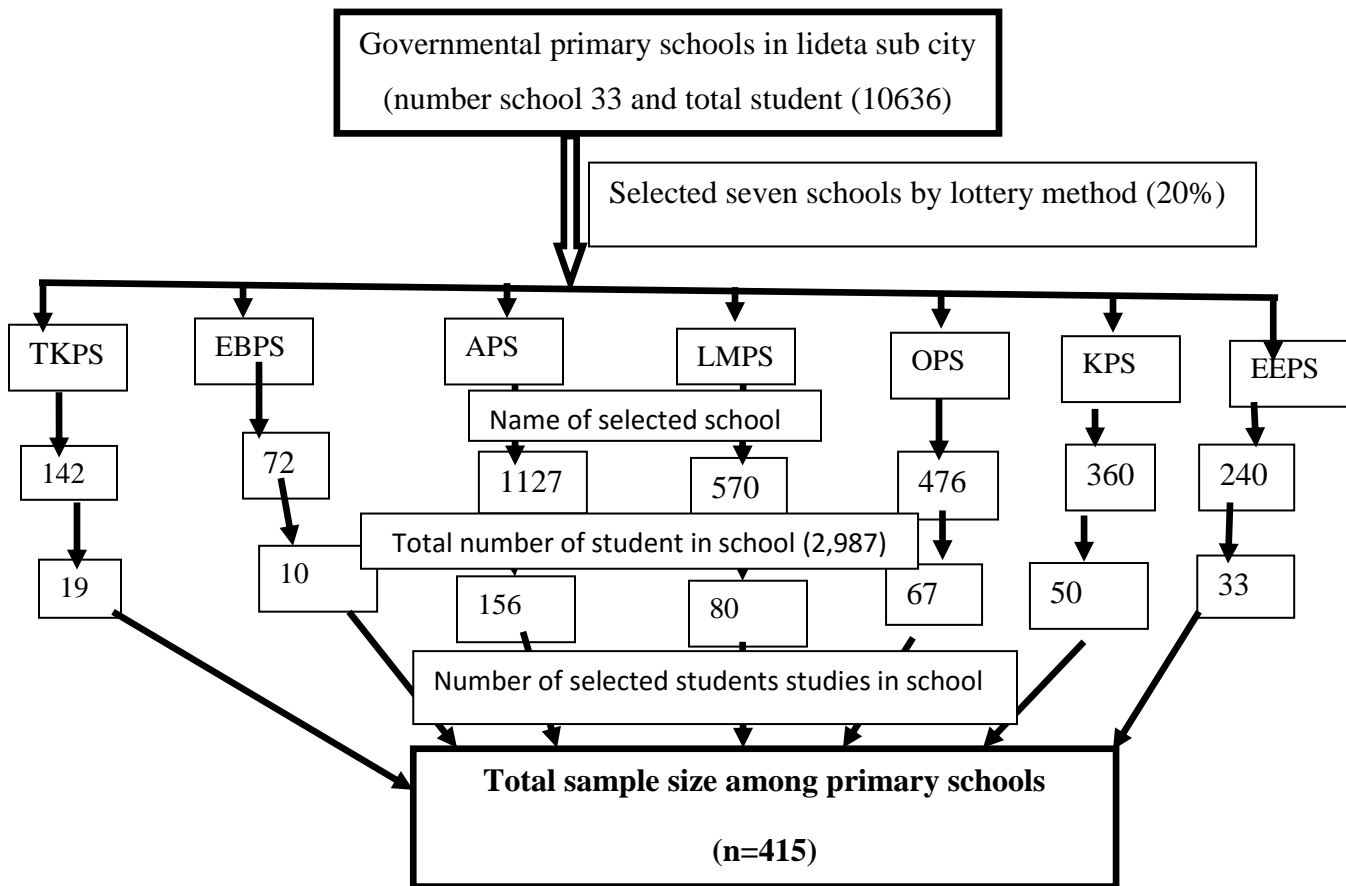 Governmental primary schools in lideta sub city
(number school 33 and total student (10636)
Selected seven schools by lottery method (20%)
TKPS
EBPS
APS
LMPS
OPS
KPS
EEPS
Name of selected school
142
72
1127
570
476
360
240
Total number of student in school (2,987)
19
10
156
80
67
50
33
Number of selected students studies in school
Total sample size among primary schools
(n=415)